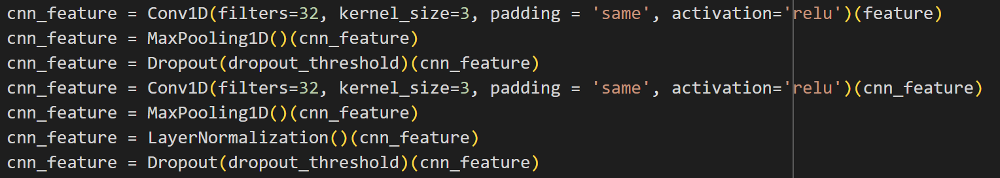 cnn_feature = Conv1D(filters=32, kernel_size=3, padding = 'same', activation='relu')(feature)
cnn_feature = MaxPooling1D()(cnn_feature)
cnn_feature = Dropout(dropout_threshold)(cnn_feature)
cnn_feature = Conv1D(filters=32, kernel_size=3, padding = 'same', activation='relu')(cnn_feature)
cnn_feature = MaxPooling1D()(cnn_feature)
cnn_feature = LayerNormalization()(cnn_feature)
cnn_feature = Dropout(dropout_threshold)(cnn_feature)